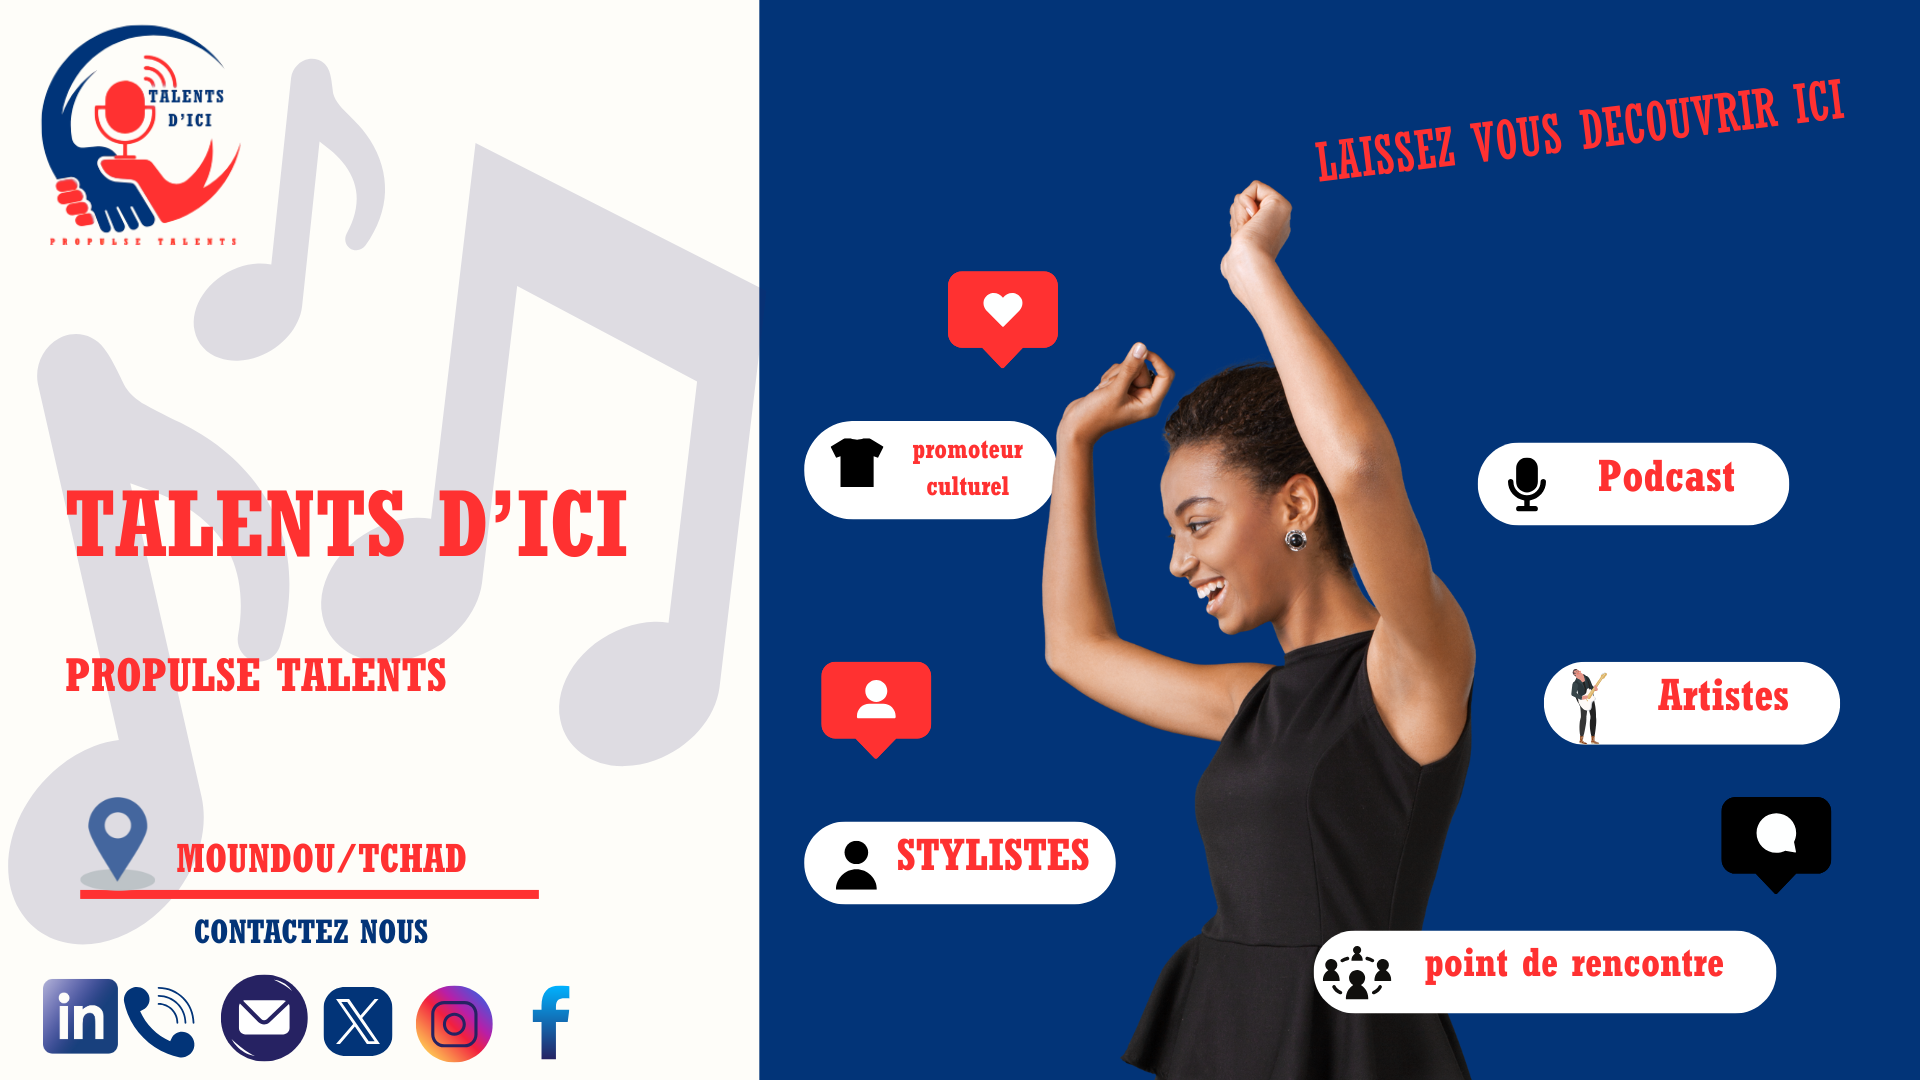 TALENTS
D'ICI
PROPULSE TALENTS
TALENTS D'ICI
PROPULSE TALENTS
MOUNDOU/TCHAD
CONTACTEZ NOUS
in
X
f
LAISSEZ VOUS DECOUVRIR ICI
promoteur
culturel
Podcast
Artistes
STYLISTES
point de rencontre